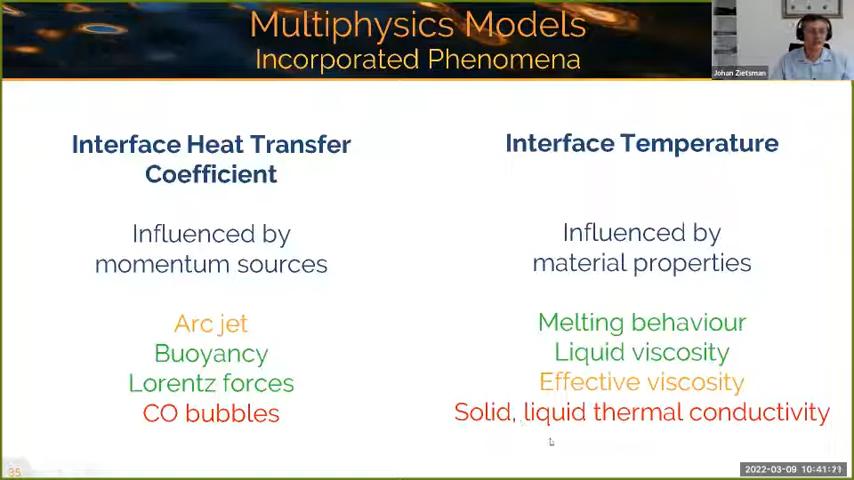 Multiphysics Models
Incorporated Phenomena
Johan Zietsman
Interface Heat Transfer
Coefficient
Influenced by
momentum sources
Arc jet
Buoyancy
Lorentz forces
CO bubbles
Interface Temperature
Influenced by
material properties
Melting behaviour
Liquid viscosity
Effective viscosity
Solid, liquid thermal conductivity
35
2022-03-09 10:41:21